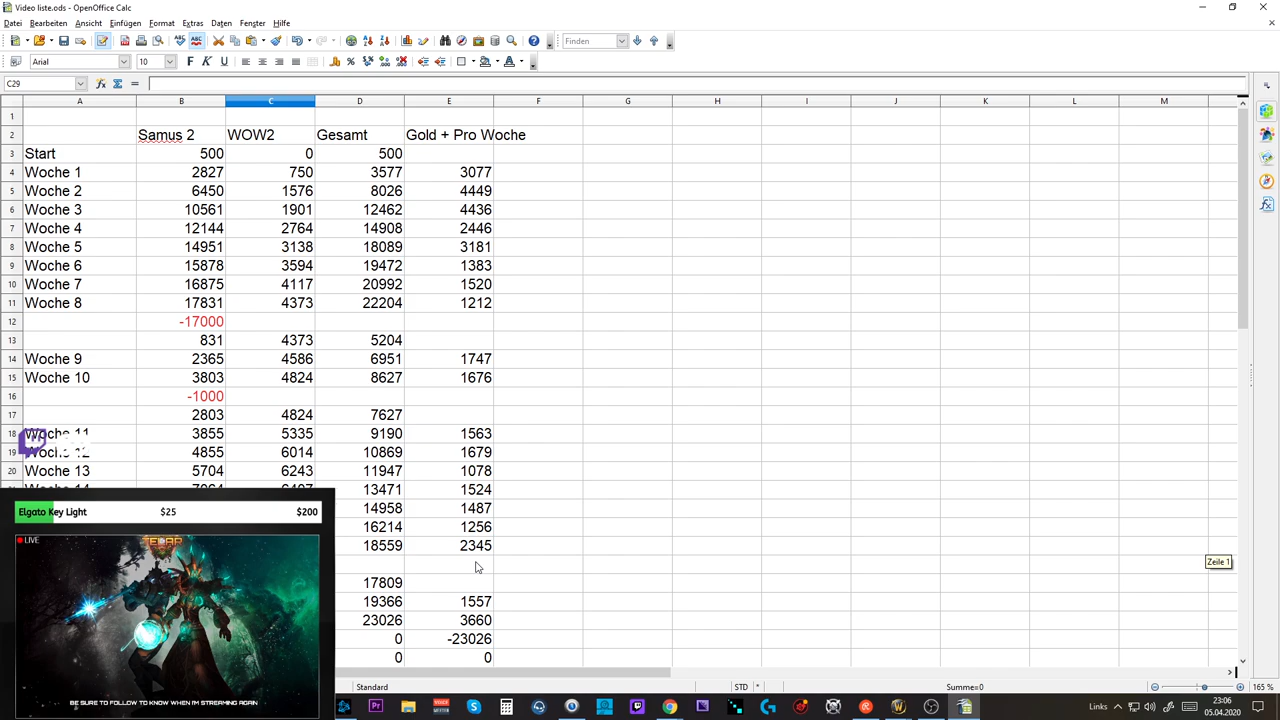 Video liste.ods - OpenOffice Calc
Datei Bearbeiten Ansicht Einfügen Format Extras Daten Fenster Hilfe
Finden
Arial 10
C29
A B C D E F G H I J K L M
1
2 Samus 2 WOW2 Gesamt Gold + Pro Woche
3 Start 500 0 500
4 Woche 1 2827 750 3577 3077
5 Woche 2 6450 1576 8026 4449
6 Woche 3 10561 1901 12462 4436
7 Woche 4 12144 2764 14908 2446
8 Woche 5 14951 3138 18089 3181
9 Woche 6 15878 3594 19472 1383
10 Woche 7 16875 4117 20992 1520
11 Woche 8 17831 4373 22204 1212
12 -17000
13 831 4373 5204
14 Woche 9 2365 4586 6951 1747
15 Woche 10 3803 4824 8627 1676
16 -1000
17 2803 4824 7627
18 Woche 11 3855 5335 9190 1563
19 Woche 12 4855 6014 10869 1679
20 Woche 13 5704 6243 11947 1078
13471 1524
Elgato Key Light $25 $200 14958 1487
16214 1256
LIVE 18559 2345
Zeile 1
17809
19366 1557
23026 3660
0 -23026
0 0
Standard STD * Summe=0 165 %
BE SURE TO FOLLOW TO KNOW WHEN I'M STREAMING AGAIN
Links 23:06
05.04.2020